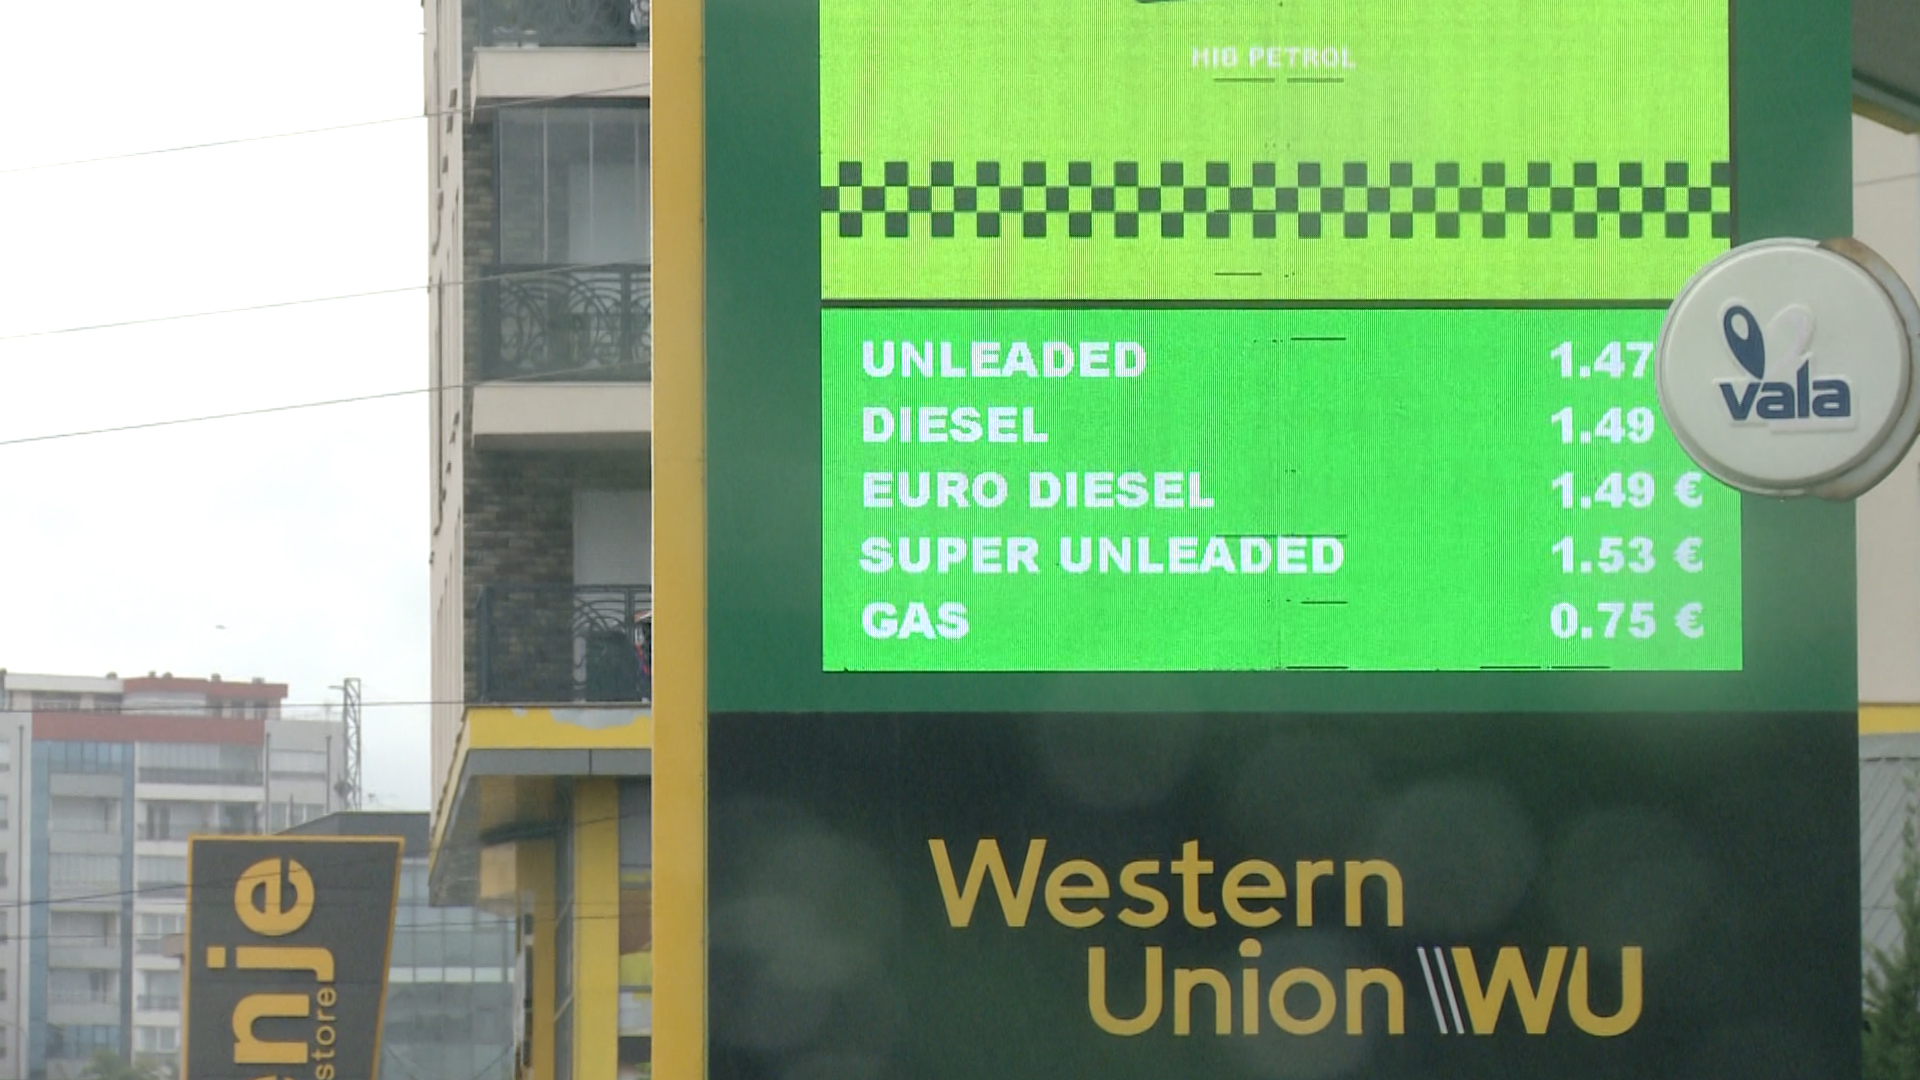 HIB PETROL
UNLEADED 1.47
DIESEL 1.49
EURO DIESEL 1.49 €
SUPER UNLEADED 1.53 €
GAS 0.75 €
vala
Western
Union \\WU
enje
store